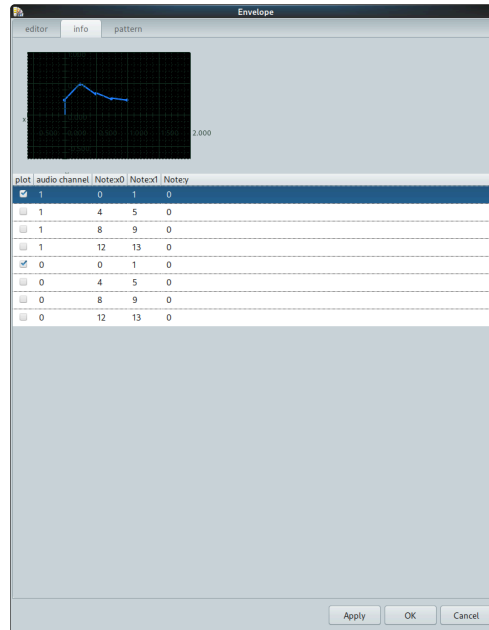 Envelope
editor info pattern
x
2.000
plot audio channel Note:x0 Note:x1 Note:y
1 0 1 0
1 4 5 0
1 8 9 0
1 12 13 0
0 0 1 0
0 4 5 0
0 8 9 0
0 12 13 0
Apply OK Cancel